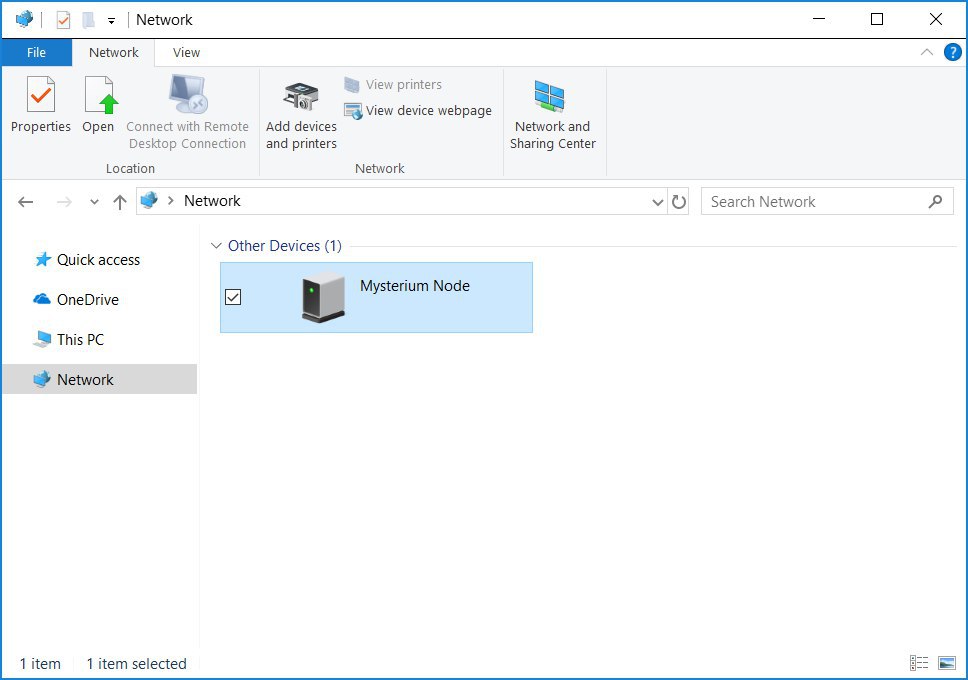 Network
File
Network
View
?
Properties
Open
Connect with Remote
Desktop Connection
Location
Add devices
and printers
View printers
View device webpage
Network
Network and
Sharing Center
Network
Search Network
Quick access
OneDrive
This PC
Network
Other Devices (1)
Mysterium Node
1 item
1 item selected